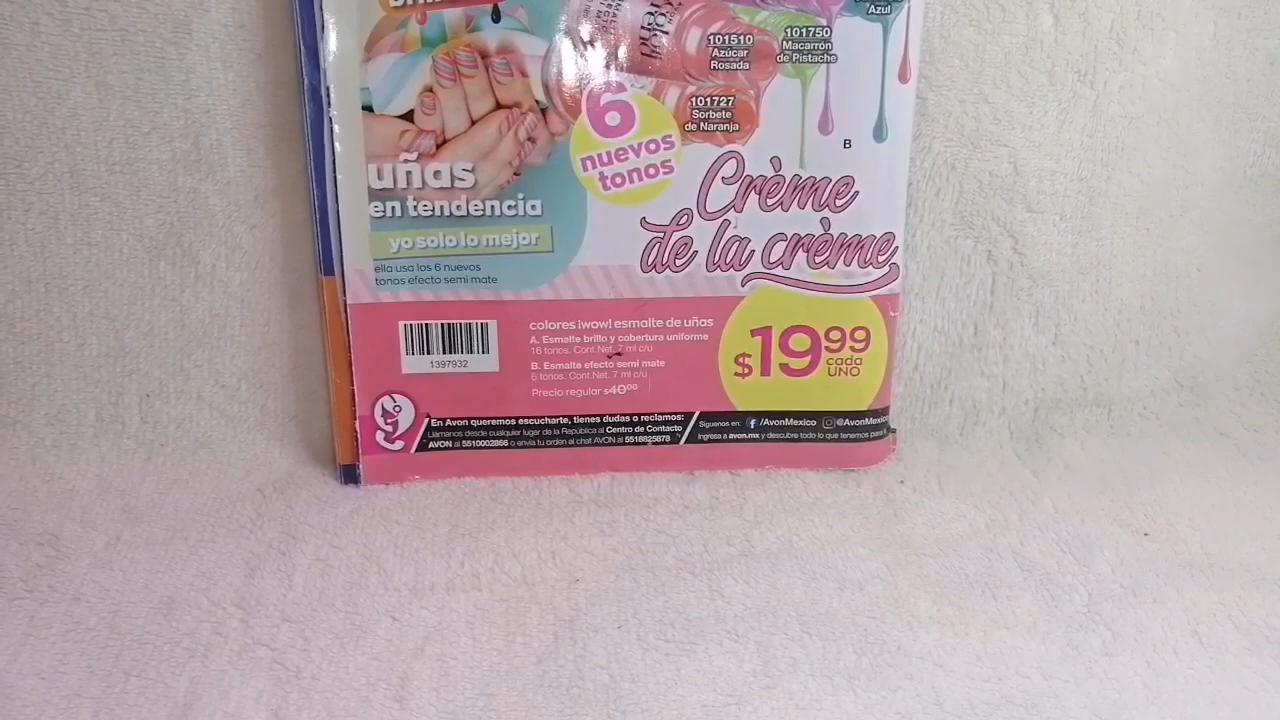 Azul
101510
Azúcar
Rosada
101750
Macarrón
de Pistache
101727
Sorbete
de Naranja
B
6
nuevos
tonos
uñas
en tendencia
yo solo lo mejor
ella usa los 6 nuevos
tonos efecto semi mate
Crème
de la crème
1397932
colores ¡wow! esmalte de uñas
A. Esmalte brillo y cobertura uniforme
16 tonos. Cont.Net. 7 ml c/u
B. Esmalte efecto semi mate
6 tonos. Cont.Net. 7 ml c/u
Precio regular $40.00
$19.99
cada
UNO
En Avon queremos escucharte, tienes dudas o reclamos:
Llámanos desde cualquier lugar de la República al Centro de Contacto
AVON al 5510002866 o envía tu orden al chat AVON al 5518825678
Síguenos en: /AvonMexico @AvonMexico
Ingresa a avon.mx y descubre todo lo que tenemos para